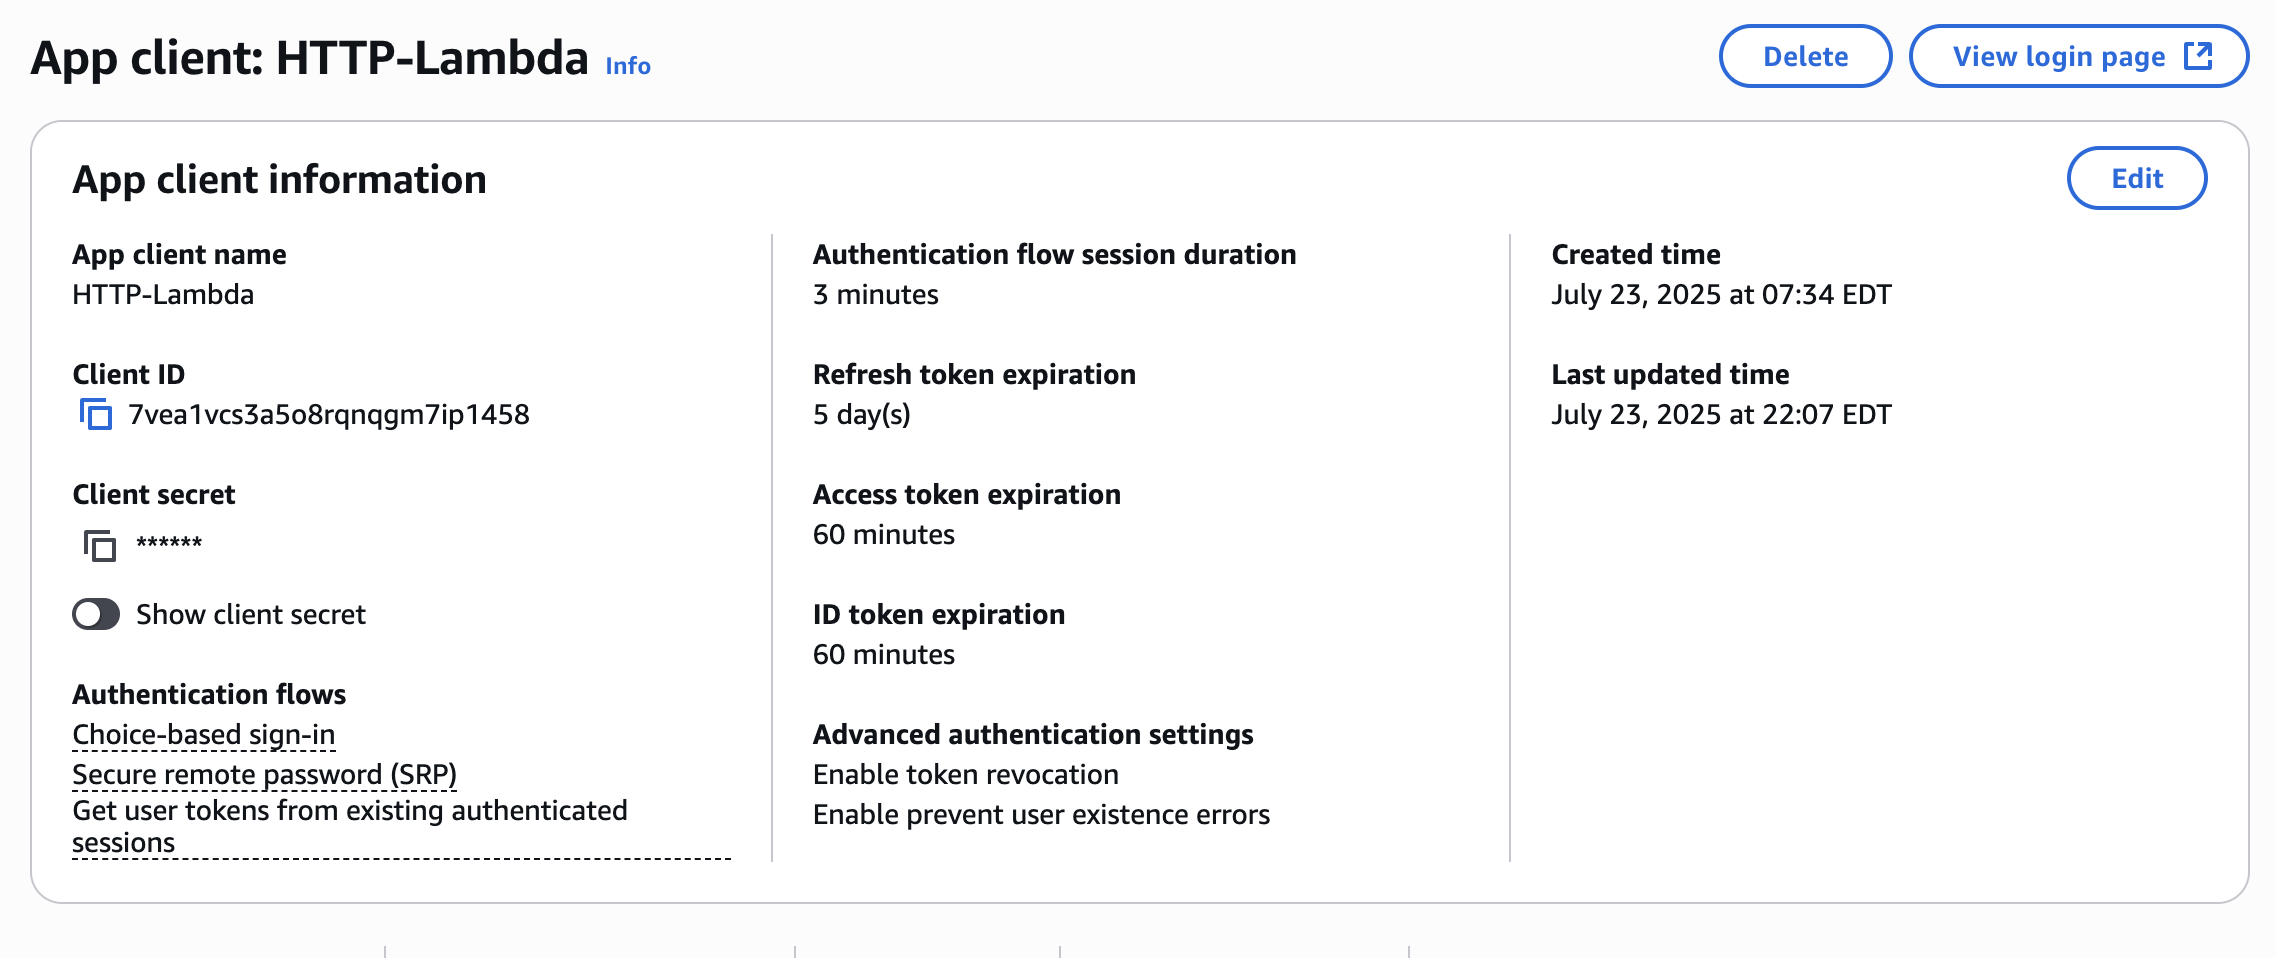 App client: HTTP-Lambda Info
Delete
View login page
App client information
Edit
App client name
HTTP-Lambda
Client ID
7vea1vcs3a5o8rqnqgm7ip1458
Client secret
******
Show client secret
Authentication flows
Choice-based sign-in
Secure remote password (SRP)
Get user tokens from existing authenticated
sessions
Authentication flow session duration
3 minutes
Refresh token expiration
5 day(s)
Access token expiration
60 minutes
ID token expiration
60 minutes
Advanced authentication settings
Enable token revocation
Enable prevent user existence errors
Created time
July 23, 2025 at 07:34 EDT
Last updated time
July 23, 2025 at 22:07 EDT